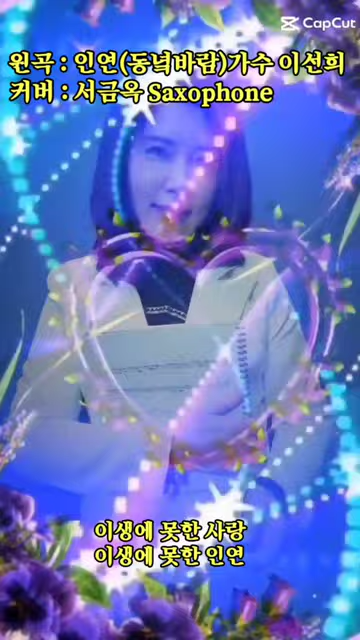 CapCut
원곡 : 인연(동녘바람)가수 이선희
커버 : 서금옥 Saxophone
이생에 못한 사랑
이생에 못한 인연